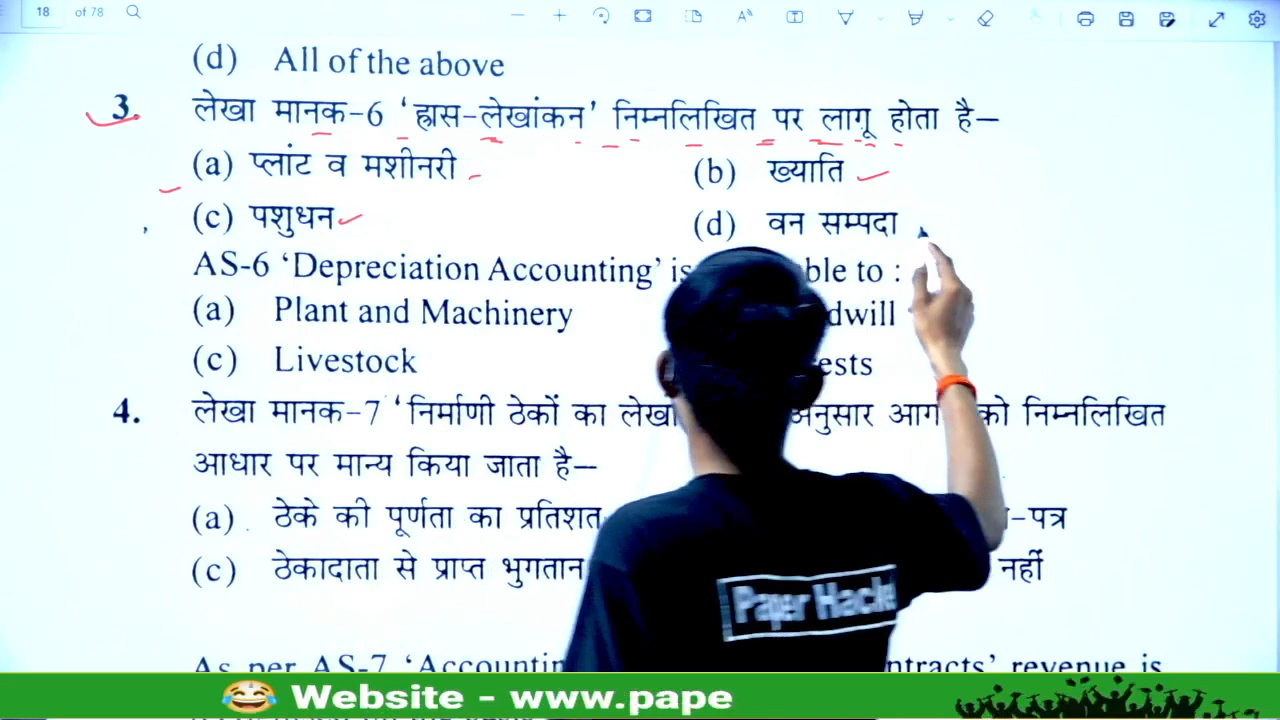 18 of 78
(d) All of the above
3. लेखा मानक-6 'ह्रास-लेखांकन' निम्नलिखित पर लागू होता है–
(a) प्लांट व मशीनरी (b) ख्याति
(c) पशुधन (d) वन सम्पदा
AS-6 'Depreciation Accounting' is ble to :
(a) Plant and Machinery dwill
(c) Livestock ests
4. लेखा मानक-7 'निर्माणी ठेकों का लेखा अनुसार आग को निम्नलिखित
आधार पर मान्य किया जाता है–
(a) ठेके की पूर्णता का प्रतिशत -पत्र
(c) ठेकादाता से प्राप्त भुगतान नहीं
Paper Hacke
As per AS-7 'Accountin ntracts' revenue is
Website - www.pape